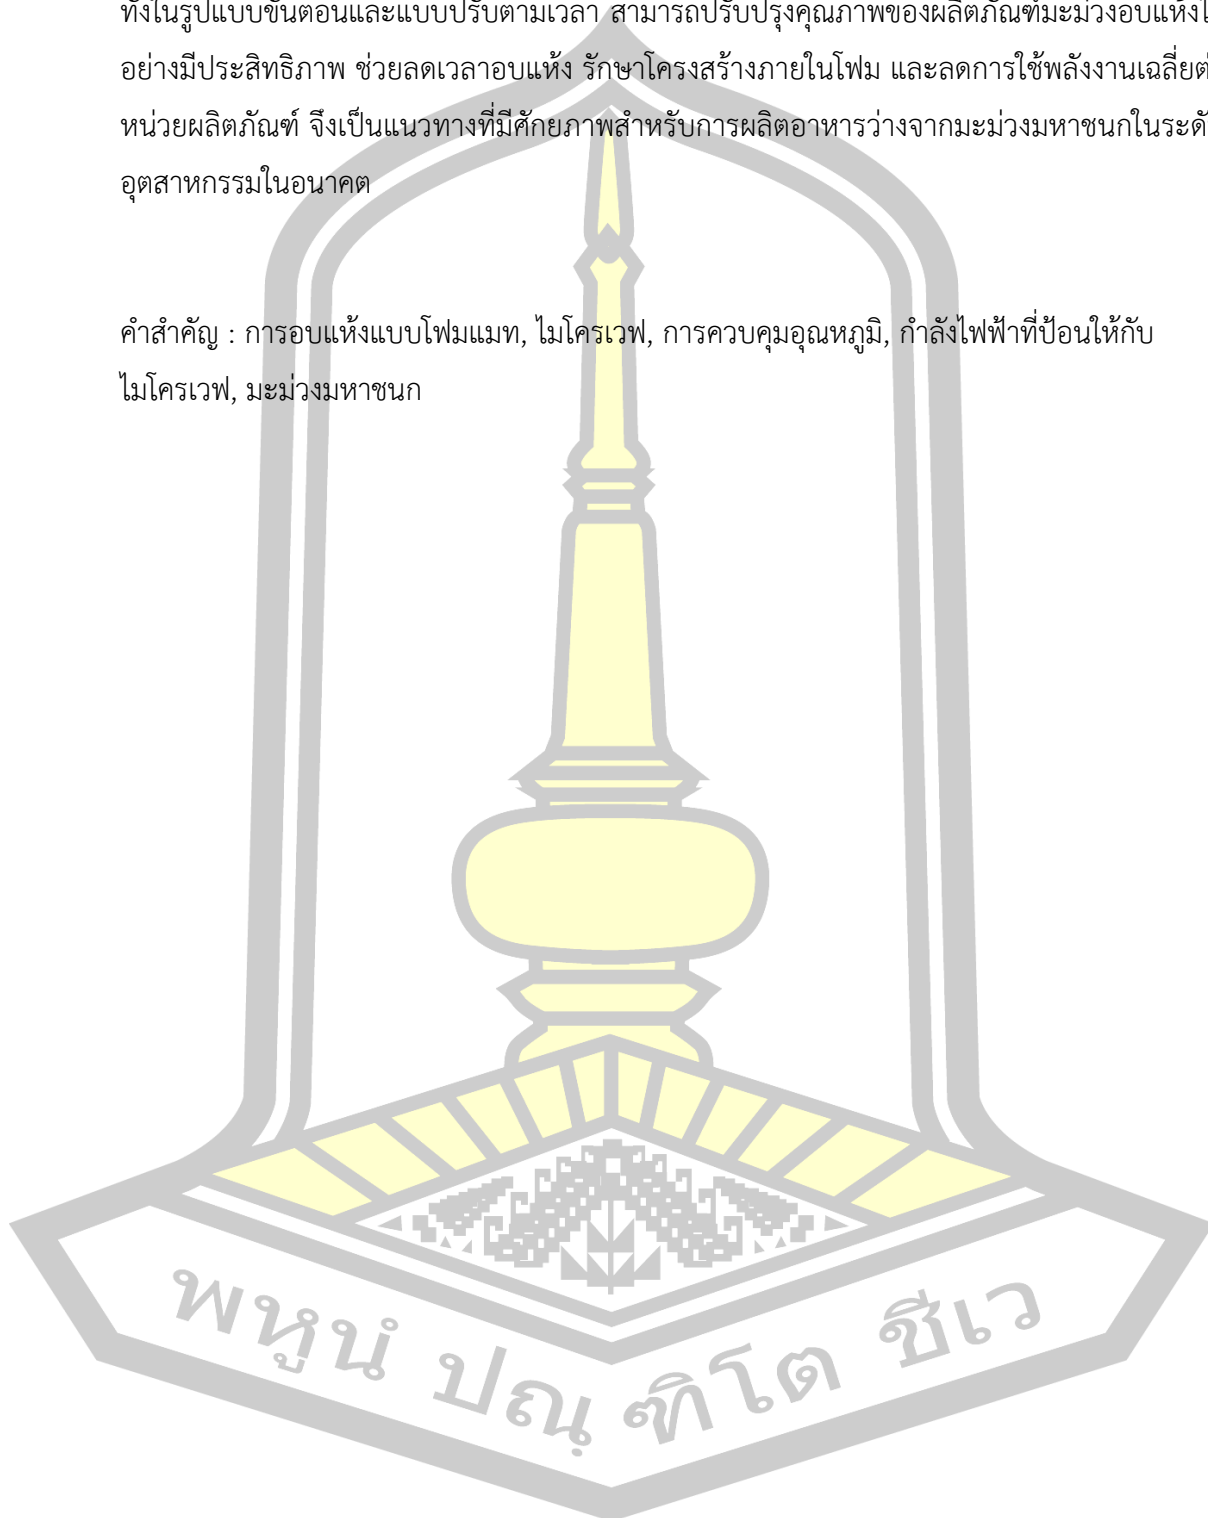 ทั้งในรูปแบบขั้นตอนและแบบปรับตามเวลา สามารถปรับปรุงคุณภาพของผลิตภัณฑ์มะม่วงอบแห้งไ
อย่างมีประสิทธิภาพ ช่วยลดเวลาอบแห้ง รักษาโครงสร้างภายในโฟม และลดการใช้พลังงานเฉลี่ยต
หน่วยผลิตภัณฑ์ จึงเป็นแนวทางที่มีศักยภาพสำหรับการผลิตอาหารว่างจากมะม่วงมหาชนกในระดั
อุตสาหกรรมในอนาคต
คำสำคัญ : การอบแห้งแบบโฟมแมท, ไมโครเวฟ, การควบคุมอุณหภูมิ, กำลังไฟฟ้าที่ป้อนให้กับ
ไมโครเวฟ, มะม่วงมหาชนก
พหูนํ ปณฺฑิโต ชีเว